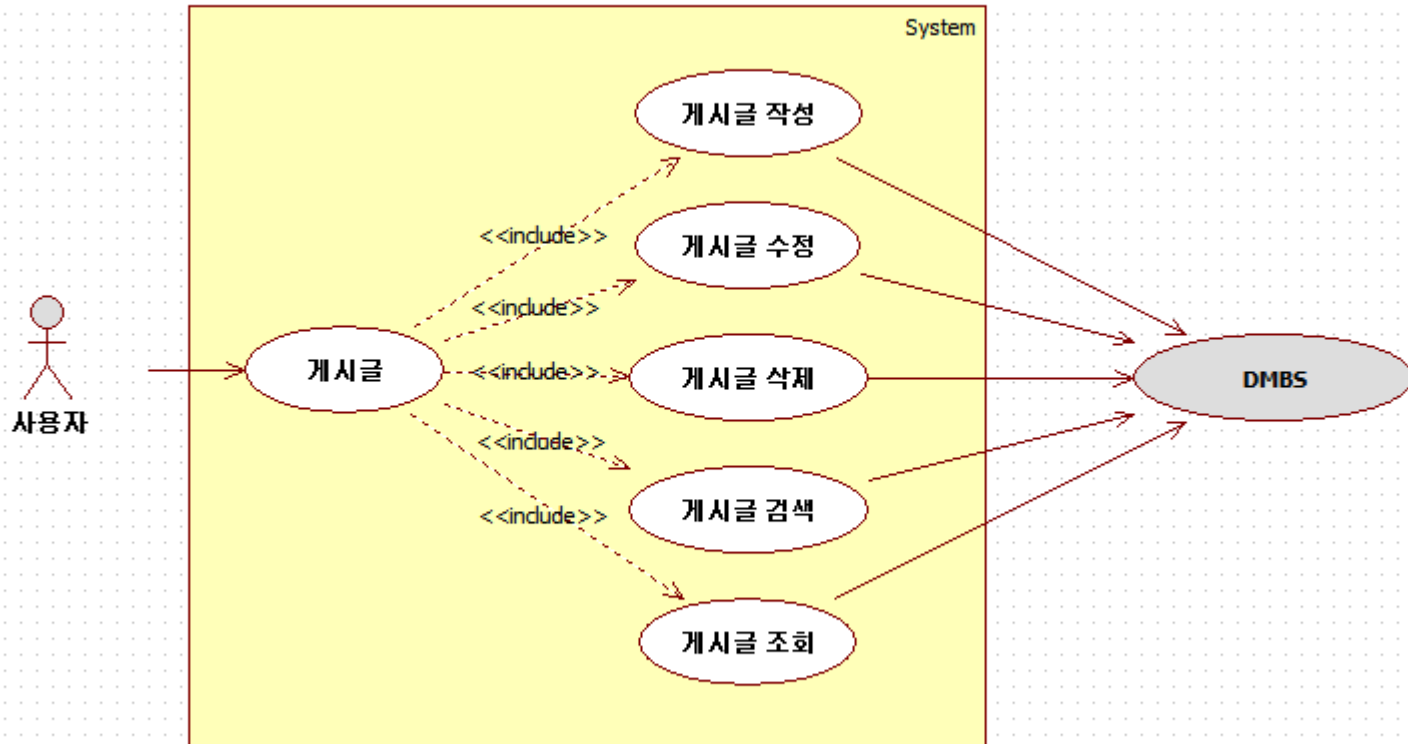 System
게시글 작성
<<include>>
게시글 수정
<<include>>
사용자
게시글
<<include>>
게시글 삭제
DMBS
<<include>>
게시글 검색
<<include>>
게시글 조회